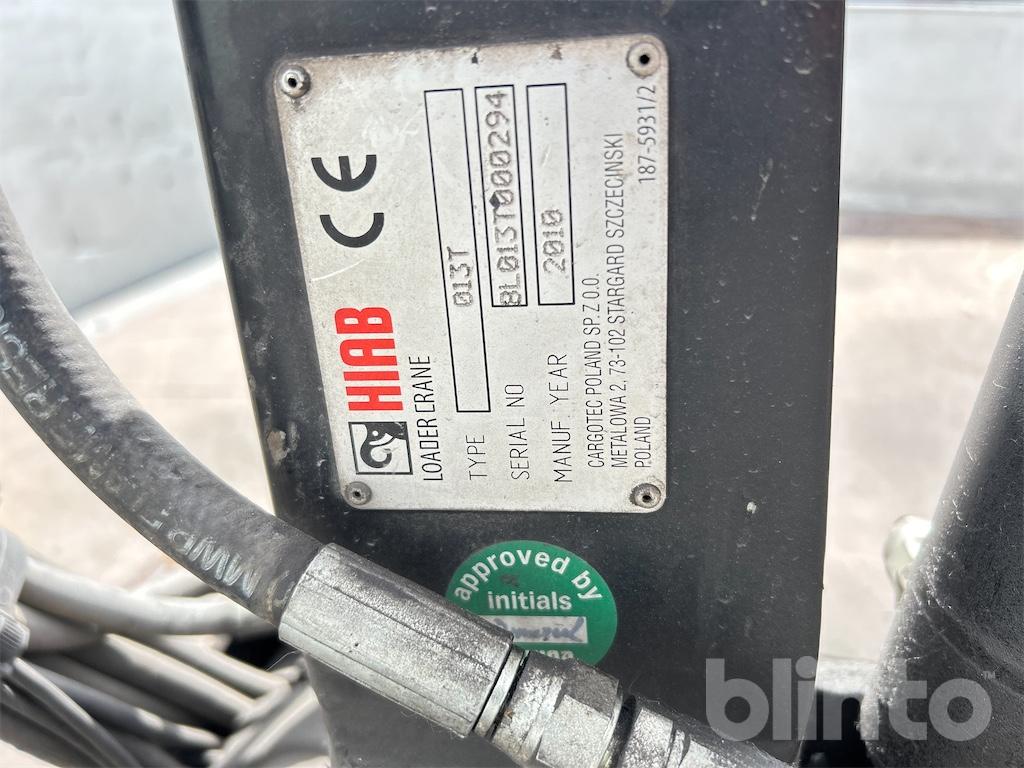 CE
HIAB
LOADER CRANE
TYPE 013T
SERIAL NO BL013T000294
MANUF YEAR 2010
CARGOTEC POLAND SP. Z O.O.
METALOWA 2, 73-102 STARGARD SZCZECINSKI
POLAND
187-5931/2
approved by
initials
blinto™